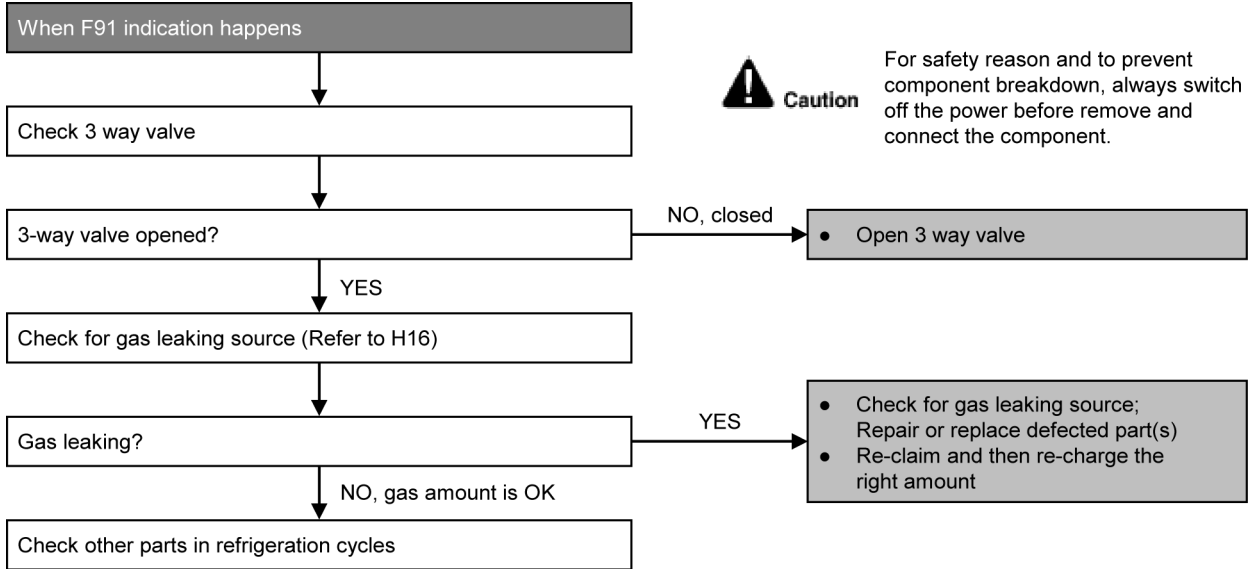 When F91 indication happens
Caution
For safety reason and to prevent
component breakdown, always switch
off the power before remove and
connect the component.
Check 3 way valve
3-way valve opened?
NO, closed
● Open 3 way valve
YES
Check for gas leaking source (Refer to H16)
Gas leaking?
YES
● Check for gas leaking source;
Repair or replace defected part(s)
● Re-claim and then re-charge the
right amount
NO, gas amount is OK
Check other parts in refrigeration cycles